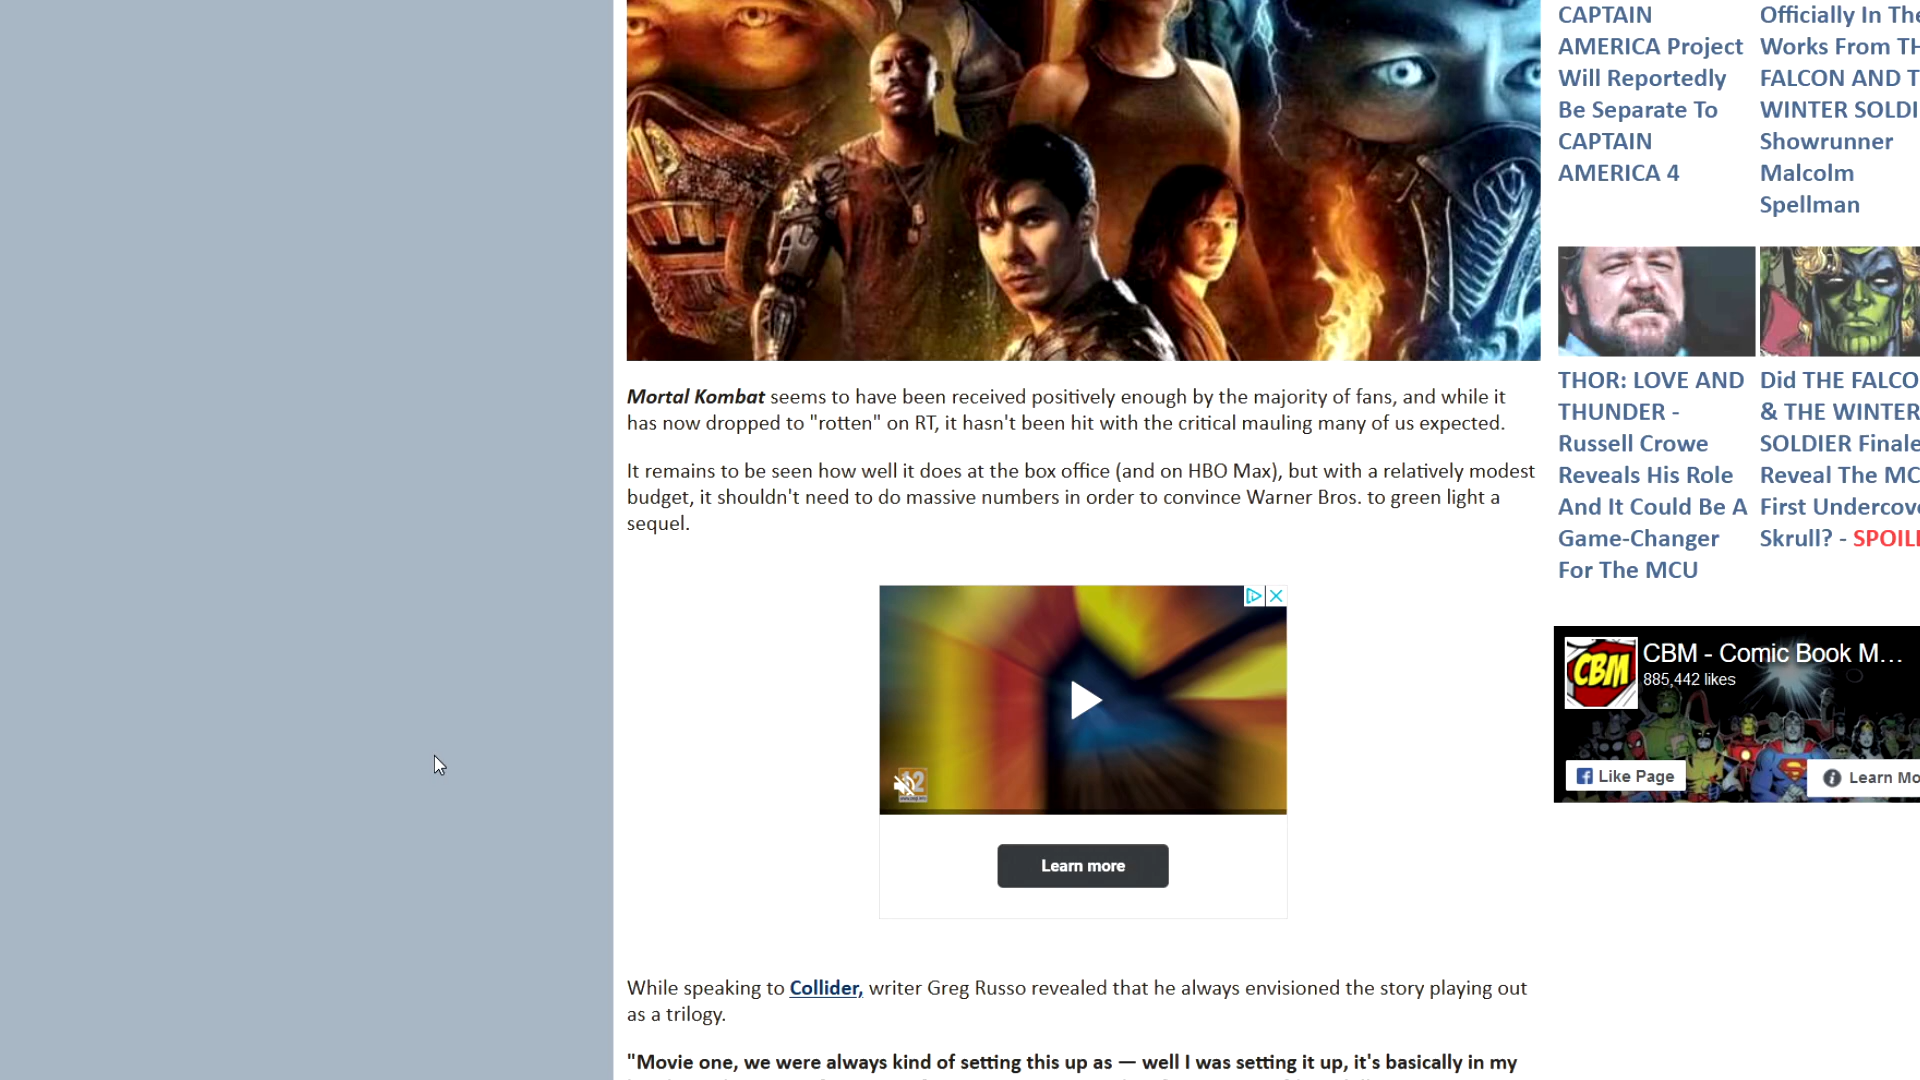 CAPTAIN
AMERICA Project
Will Reportedly
Be Separate To
CAPTAIN
AMERICA 4
Officially In The
Works From TH
FALCON AND T
WINTER SOLDI
Showrunner
Malcolm
Spellman
THOR: LOVE AND
THUNDER -
Russell Crowe
Reveals His Role
And It Could Be A
Game-Changer
For The MCU
Did THE FALCO
& THE WINTER
SOLDIER Finale
Reveal The MC
First Undercov
Skrull? - SPOIL
Mortal Kombat seems to have been received positively enough by the majority of fans, and while it
has now dropped to "rotten" on RT, it hasn't been hit with the critical mauling many of us expected.
It remains to be seen how well it does at the box office (and on HBO Max), but with a relatively modest
budget, it shouldn't need to do massive numbers in order to convince Warner Bros. to green light a
sequel.
Learn more
CBM
CBM - Comic Book M...
885,442 likes
Like Page
Learn Mo
While speaking to Collider, writer Greg Russo revealed that he always envisioned the story playing out
as a trilogy.
"Movie one, we were always kind of setting this up as — well I was setting it up, it's basically in my